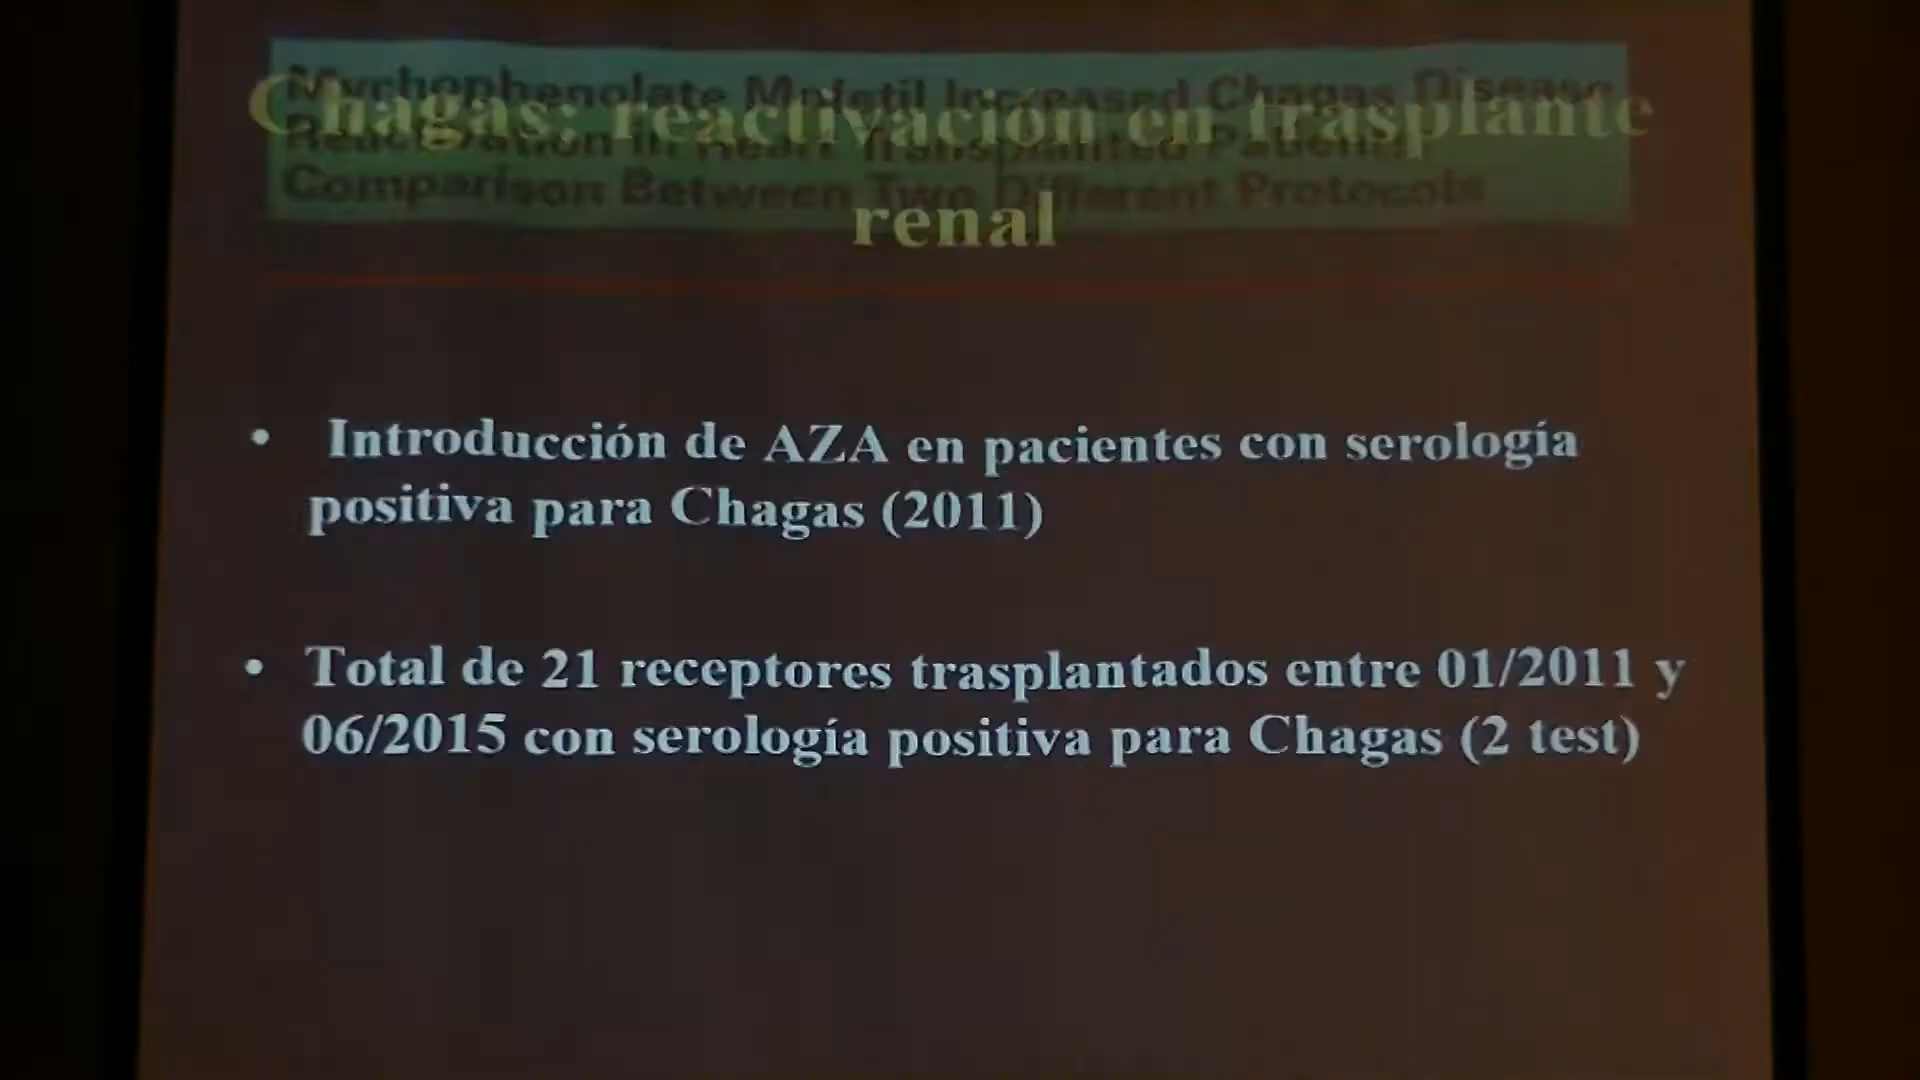 Mychophenolate Mofetil Increased Chagas Disease
Reactivation in Heart Transplanted Patients
Comparison Between Two Different Protocols
Chagas: reactivación en trasplante
renal
• Introducción de AZA en pacientes con serología
positiva para Chagas (2011)
• Total de 21 receptores trasplantados entre 01/2011 y
06/2015 con serología positiva para Chagas (2 test)